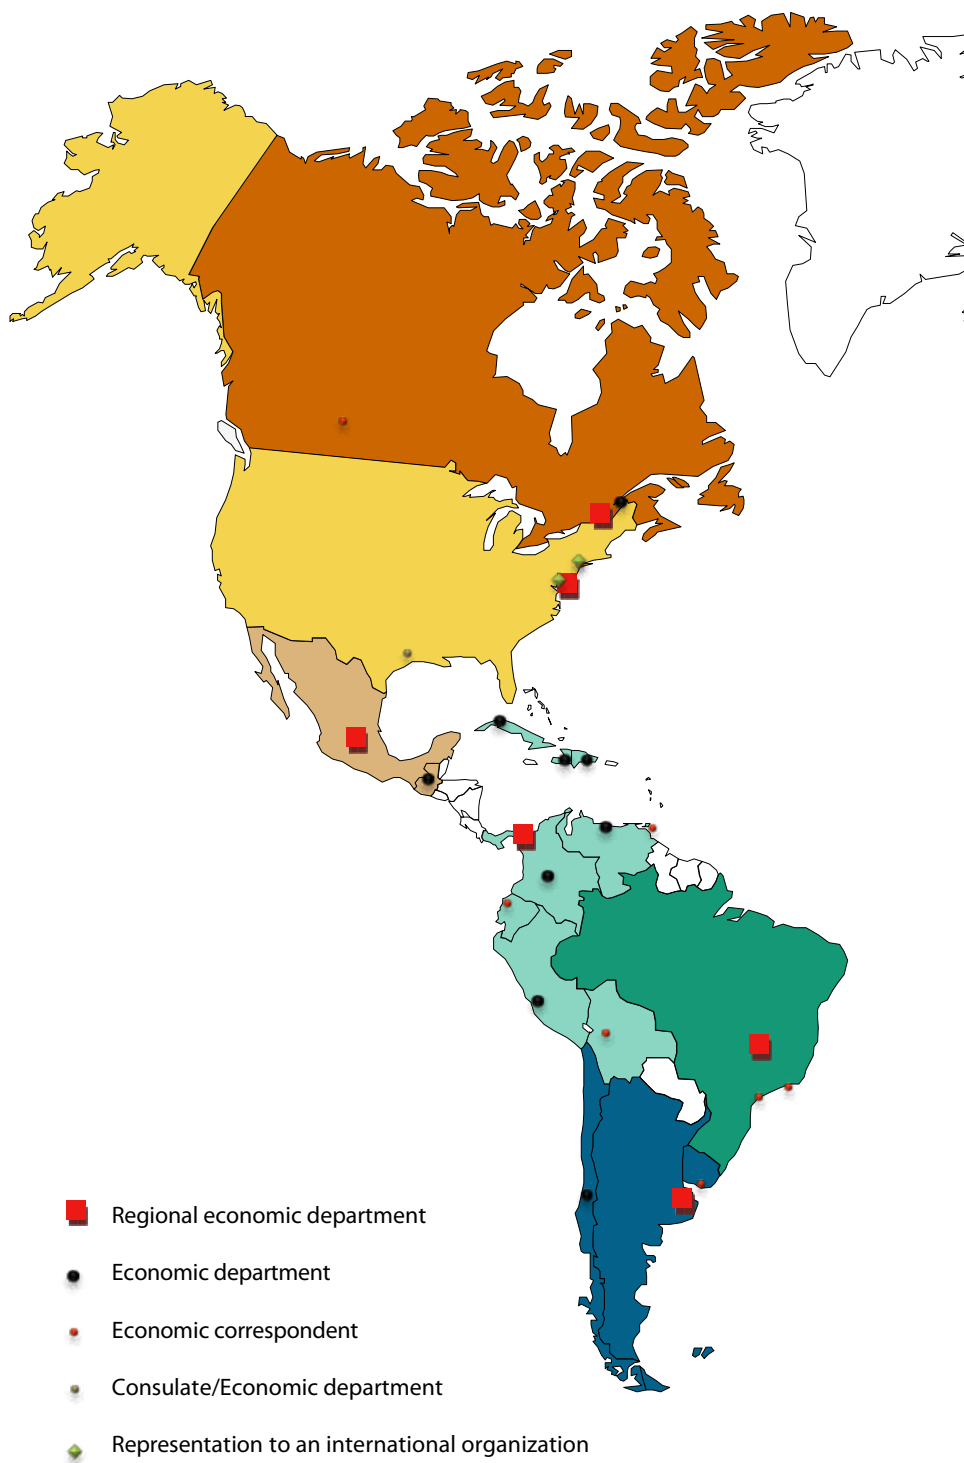 Regional economic department
Economic department
Economic correspondent
Consulate/Economic department
Representation to an international organization